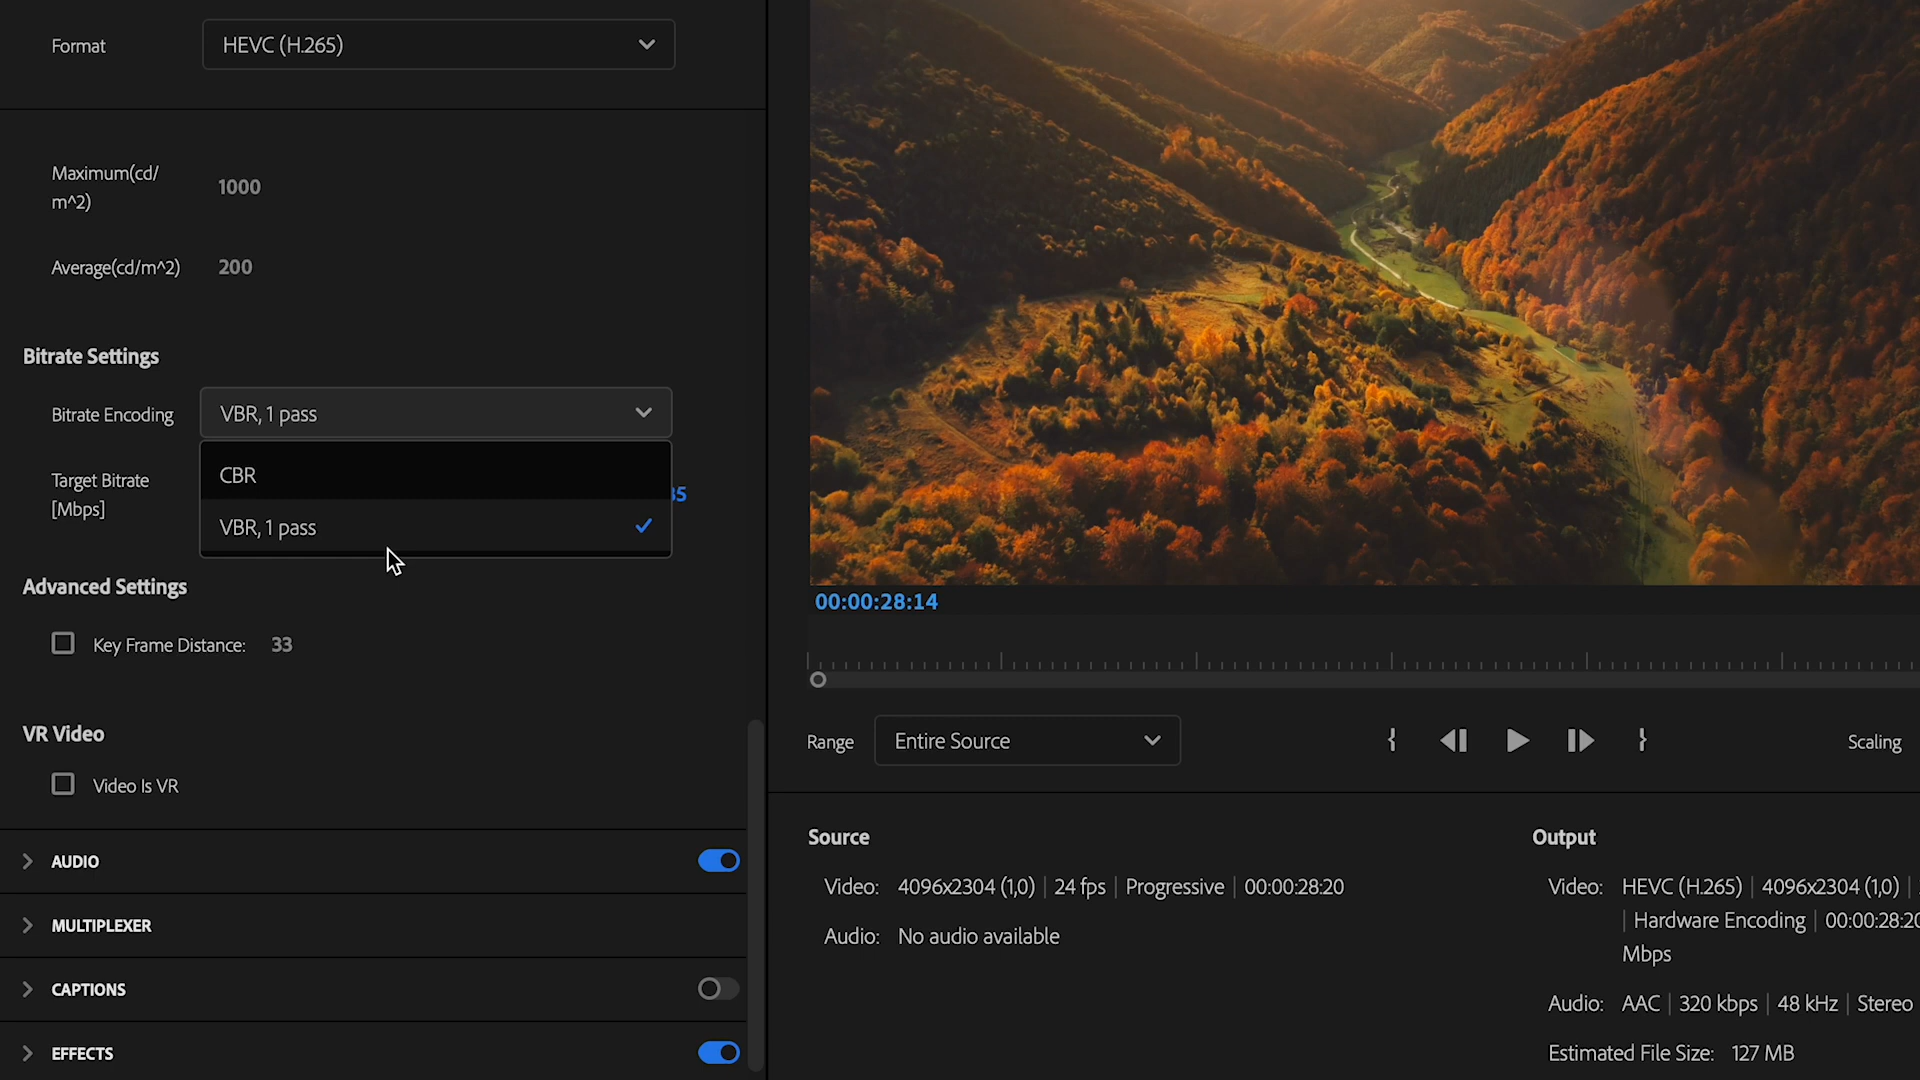 Format
HEVC (H.265)
Maximum(cd/
m^2)
1000
Average(cd/m^2)
200
Bitrate Settings
Bitrate Encoding
VBR, 1 pass
CBR
VBR, 1 pass
Target Bitrate
[Mbps]
Advanced Settings
Key Frame Distance:
33
VR Video
Video Is VR
AUDIO
MULTIPLEXER
CAPTIONS
EFFECTS
00:00:28:14
Range
Entire Source
Scaling
Source
Video: 4096x2304 (1,0) | 24 fps | Progressive | 00:00:28:20
Audio: No audio available
Output
Video: HEVC (H.265) | 4096x2304 (1,0) |
| Hardware Encoding | 00:00:28:20
Mbps
Audio: AAC | 320 kbps | 48 kHz | Stereo
Estimated File Size: 127 MB